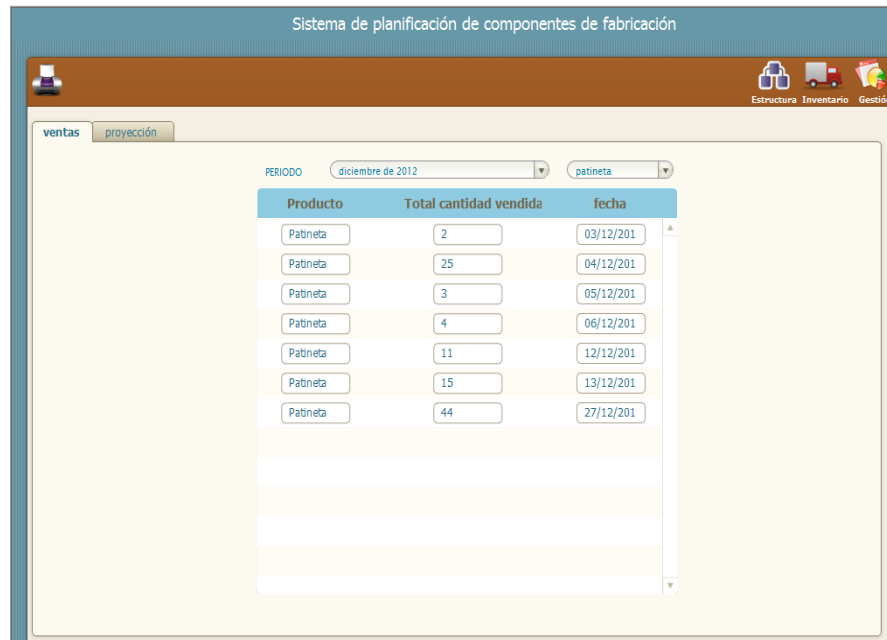 Sistema de planificación de componentes de fabricación
Estructura Inventario Gestió
ventas proyección
PERIODO diciembre de 2012 patineta
Producto Total cantidad vendida fecha
Patineta 2 03/12/201
Patineta 25 04/12/201
Patineta 3 05/12/201
Patineta 4 06/12/201
Patineta 11 12/12/201
Patineta 15 13/12/201
Patineta 44 27/12/201